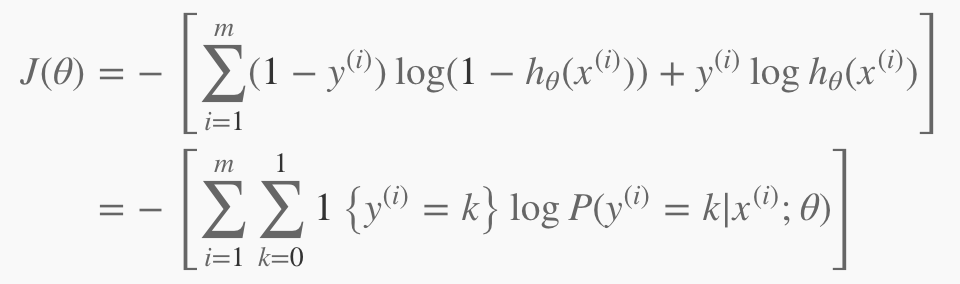 J(θ) = − [ ∑_{i=1}^{m} (1 − y^{(i)}) log(1 − h_θ(x^{(i)})) + y^{(i)} log h_θ(x^{(i)}) ]
= − [ ∑_{i=1}^{m} ∑_{k=0}^{1} 1 {y^{(i)} = k} log P(y^{(i)} = k|x^{(i)}; θ) ]